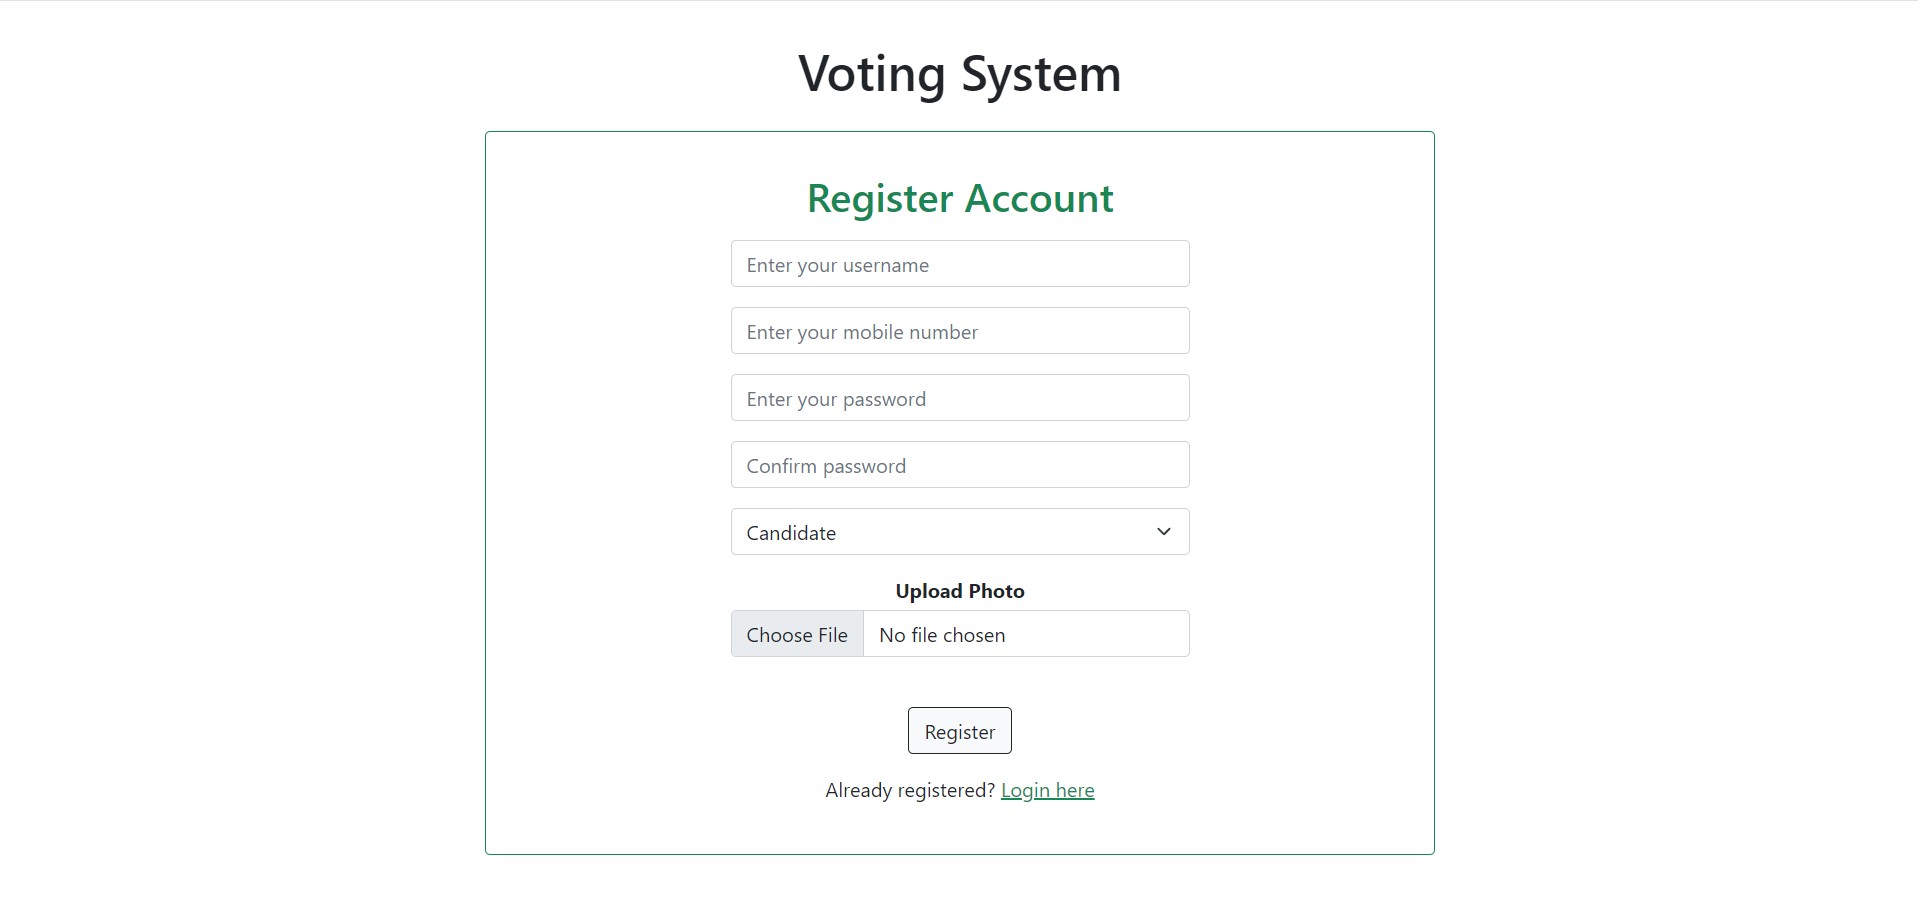 Voting System
Register Account
Enter your username
Enter your mobile number
Enter your password
Confirm password
Candidate
Upload Photo
Choose File No file chosen
Register
Already registered? Login here